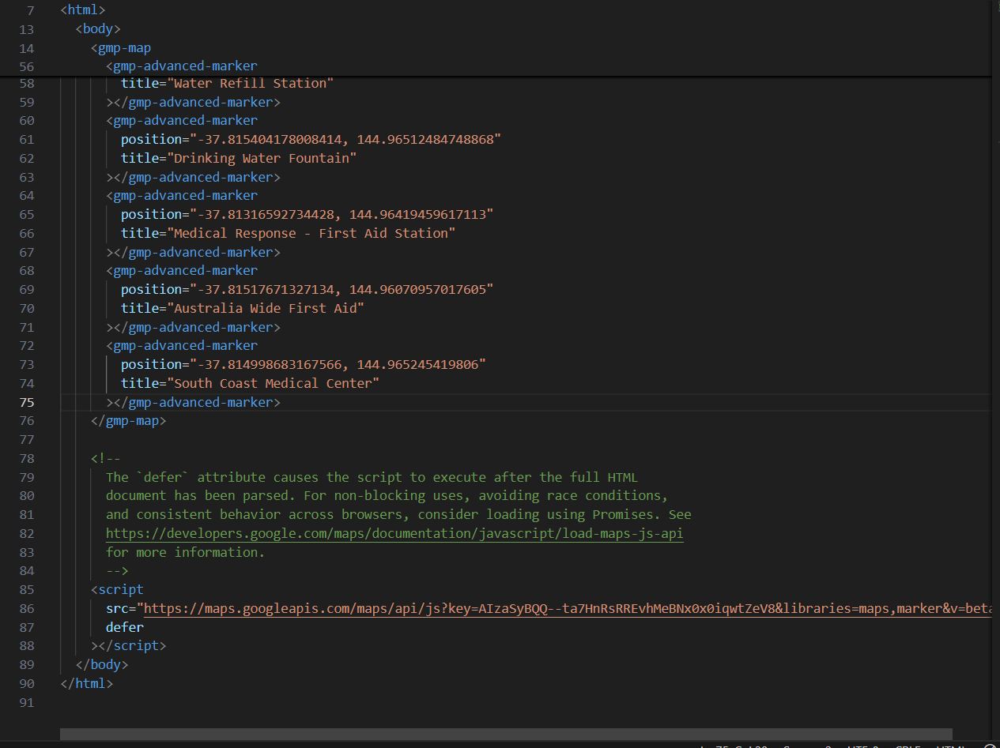 7 <html>
13 <body>
14 <gmp-map
56 <gmp-advanced-marker
58 title="Water Refill Station"
59 ></gmp-advanced-marker>
60 <gmp-advanced-marker
61 position="-37.815404178008414, 144.96512484748868"
62 title="Drinking Water Fountain"
63 ></gmp-advanced-marker>
64 <gmp-advanced-marker
65 position="-37.81316592734428, 144.96419459617113"
66 title="Medical Response - First Aid Station"
67 ></gmp-advanced-marker>
68 <gmp-advanced-marker
69 position="-37.81517671327134, 144.96070957017605"
70 title="Australia Wide First Aid"
71 ></gmp-advanced-marker>
72 <gmp-advanced-marker
73 position="-37.814998683167566, 144.965245419806"
74 title="South Coast Medical Center"
75 ></gmp-advanced-marker>
76 </gmp-map>
77
78 <!--
79 The `defer` attribute causes the script to execute after the full HTML
80 document has been parsed. For non-blocking uses, avoiding race conditions,
81 and consistent behavior across browsers, consider loading using Promises. See
82 https://developers.google.com/maps/documentation/javascript/load-maps-js-api
83 for more information.
84 -->
85 <script
86 src="https://maps.googleapis.com/maps/api/js?key=AIzaSyBQQ--ta7HnRsRREvhMeBNx0x0iqwtZeV8&libraries=maps,marker&v=beta
87 defer
88 ></script>
89 </body>
90 </html>
91